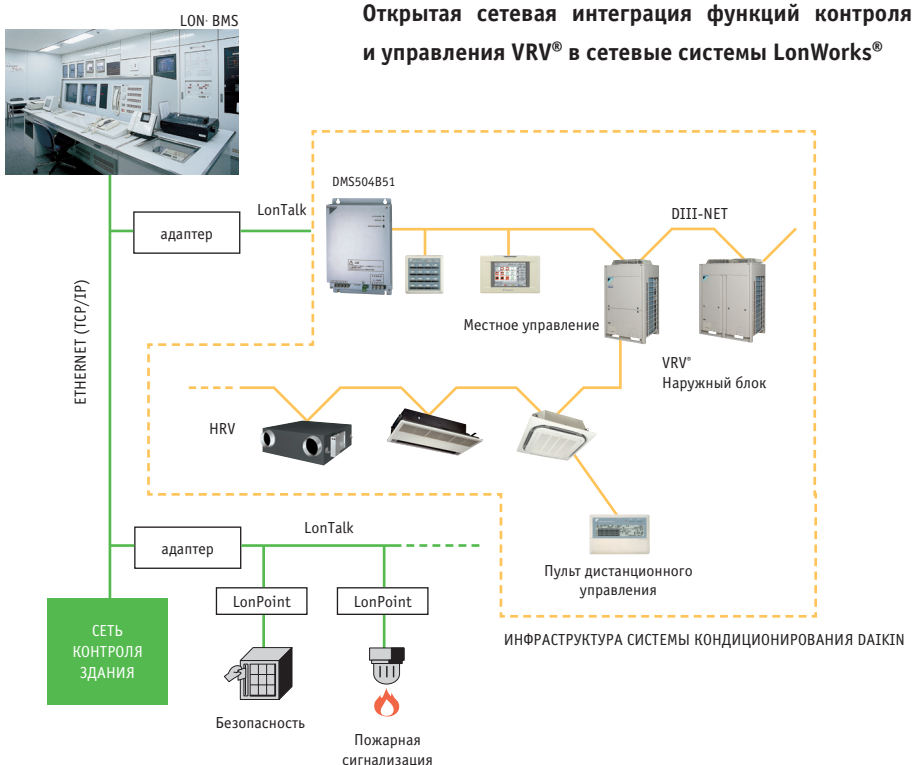 LON® BMS
Открытая сетевая интеграция функций контроля
и управления VRV® в сетевые системы LonWorks®
DMS504B51
LonTalk
адаптер
DIII-NET
ETHERNET (TCP/IP)
Местное управление
VRV®
Наружный блок
HRV
LonTalk
адаптер
Пульт дистанционного
управления
LonPoint
LonPoint
СЕТЬ
КОНТРОЛЯ
ЗДАНИЯ
ИНФРАСТРУКТУРА СИСТЕМЫ КОНДИЦИОНИРОВАНИЯ DAIKIN
Безопасность
Пожарная
сигнализация